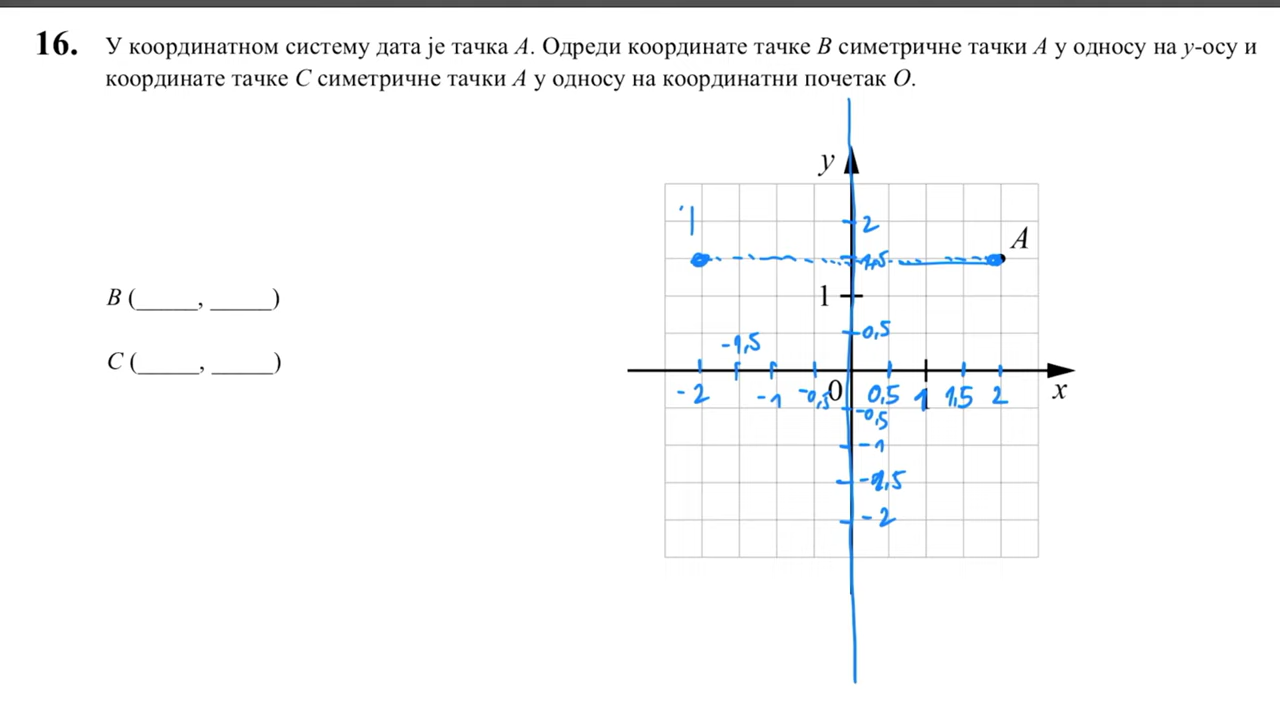 16. У координатном систему дата је тачка A. Одреди координате тачке B симетричне тачки A у односу на y-осу и
координате тачке C симетричне тачки A у односу на координатни почетак O.
y
2
A
1,5
B (_____, _____)
1
0,5
-1,5
C (_____, _____)
-2 -1 -0,5 0 0,5 1 1,5 2 x
-0,5
-1
-1,5
-2